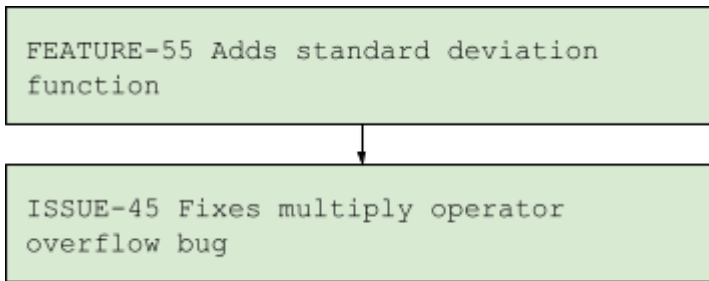 FEATURE-55 Adds standard deviation
function
ISSUE-45 Fixes multiply operator
overflow bug